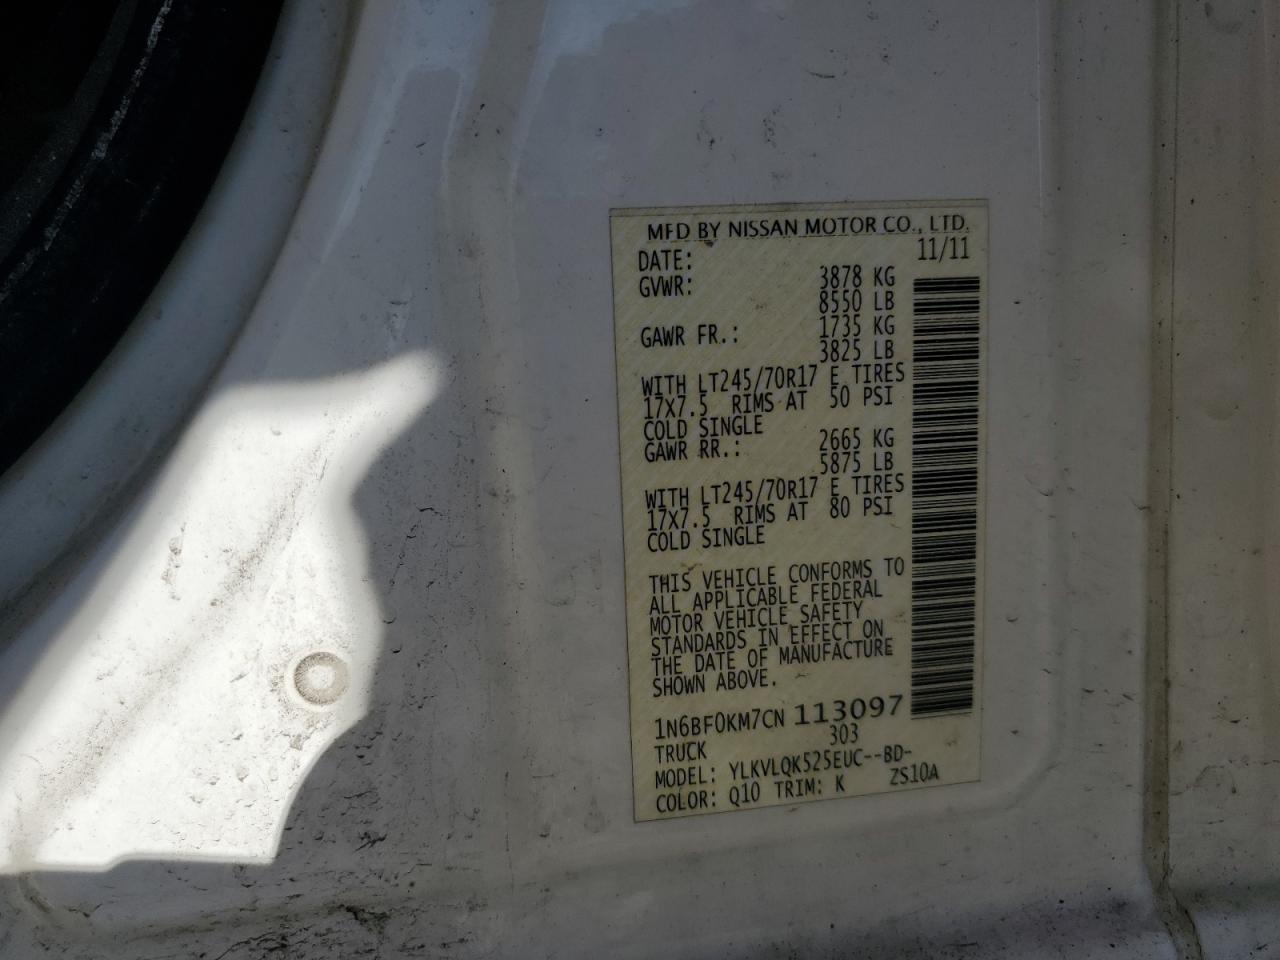 MFD BY NISSAN MOTOR CO., LTD.
DATE: 11/11
GVWR: 3878 KG
8550 LB
GAWR FR.: 1735 KG
3825 LB
WITH LT245/70R17 E TIRES
17X7.5 RIMS AT 50 PSI
COLD SINGLE
GAWR RR.: 2665 KG
5875 LB
WITH LT245/70R17 E TIRES
17X7.5 RIMS AT 80 PSI
COLD SINGLE
THIS VEHICLE CONFORMS TO
ALL APPLICABLE FEDERAL
MOTOR VEHICLE SAFETY
STANDARDS IN EFFECT ON
THE DATE OF MANUFACTURE
SHOWN ABOVE.
1N6BF0KM7CN 113097
TRUCK 303
MODEL: YLKVLQK525EUC--BD-
COLOR: Q10 TRIM: K ZS10A